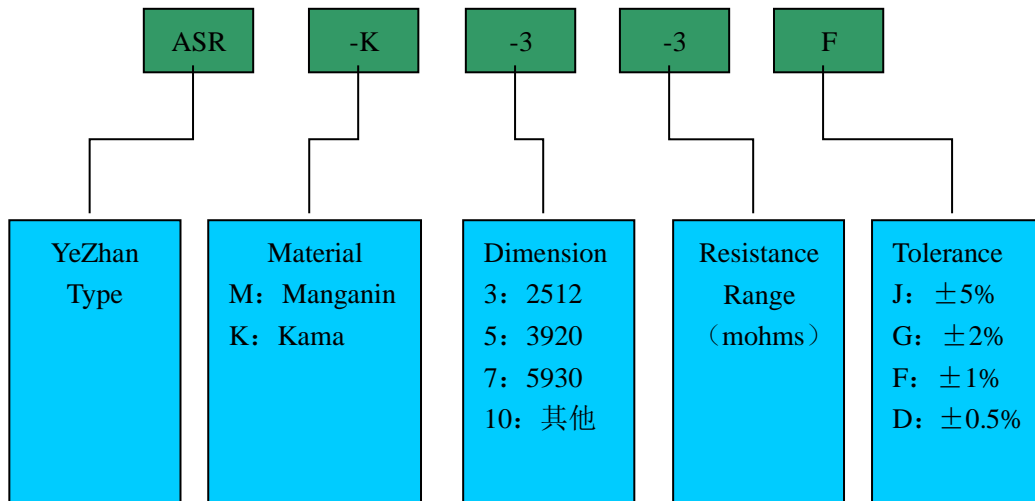 ASR
-K
-3
-3
F
YeZhan
Type
Material
M：Manganin
K：Kama
Dimension
3：2512
5：3920
7：5930
10：其他
Resistance
Range
（mohms）
Tolerance
J：±5%
G：±2%
F：±1%
D：±0.5%